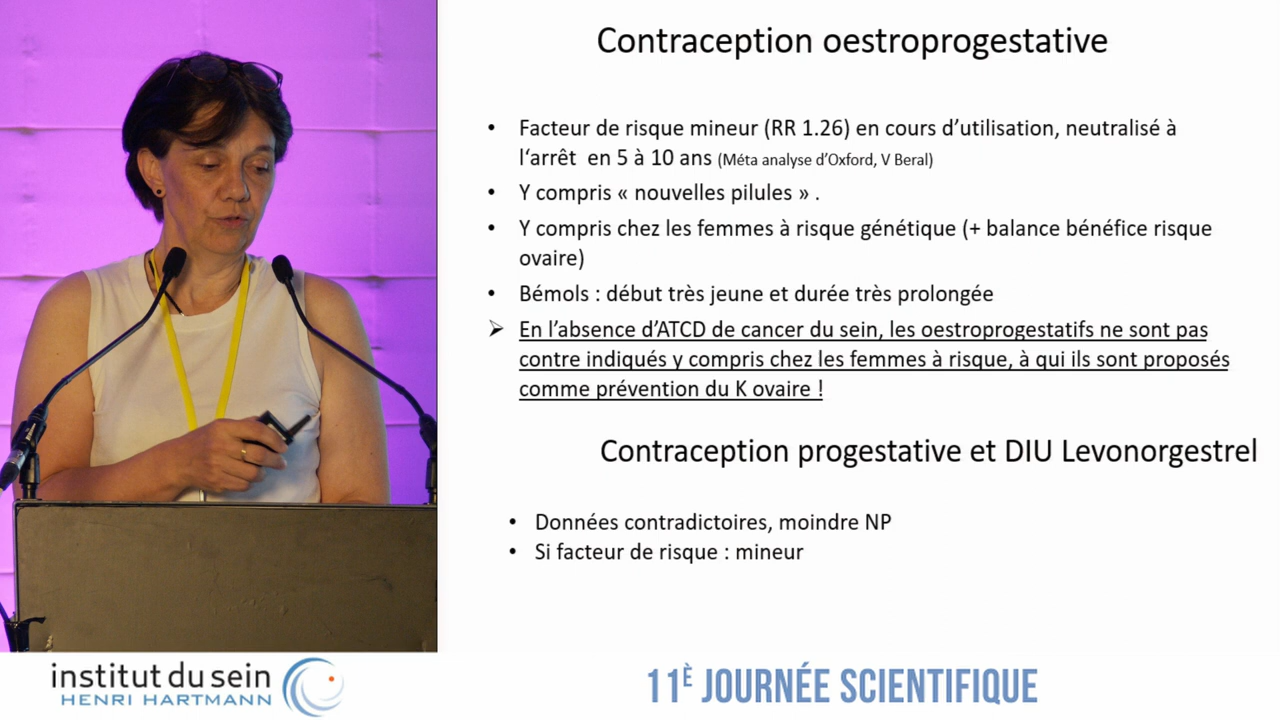 Contraception oestroprogestative
• Facteur de risque mineur (RR 1.26) en cours d’utilisation, neutralisé à
l‘arrêt en 5 à 10 ans (Méta analyse d’Oxford, V Beral)
• Y compris « nouvelles pilules » .
• Y compris chez les femmes à risque génétique (+ balance bénéfice risque
ovaire)
• Bémols : début très jeune et durée très prolongée
➢ En l’absence d’ATCD de cancer du sein, les oestroprogestatifs ne sont pas
contre indiqués y compris chez les femmes à risque, à qui ils sont proposés
comme prévention du K ovaire !
Contraception progestative et DIU Levonorgestrel
• Données contradictoires, moindre NP
• Si facteur de risque : mineur
institut du sein
HENRI HARTMANN
11È JOURNÉE SCIENTIFIQUE